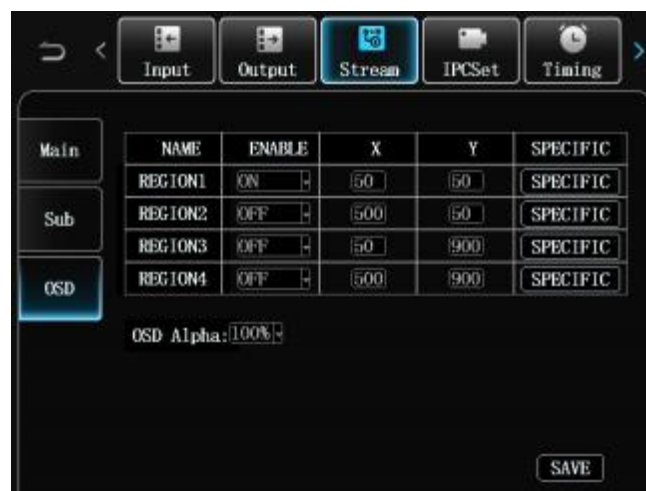 Input Output Stream IPCSet Timing
Main
Sub
OSD
NAME ENABLE X Y SPECIFIC
REGION1 ON 50 50 SPECIFIC
REGION2 OFF 500 50 SPECIFIC
REGION3 OFF 50 900 SPECIFIC
REGION4 OFF 500 900 SPECIFIC
OSD Alpha: 100%
SAVE